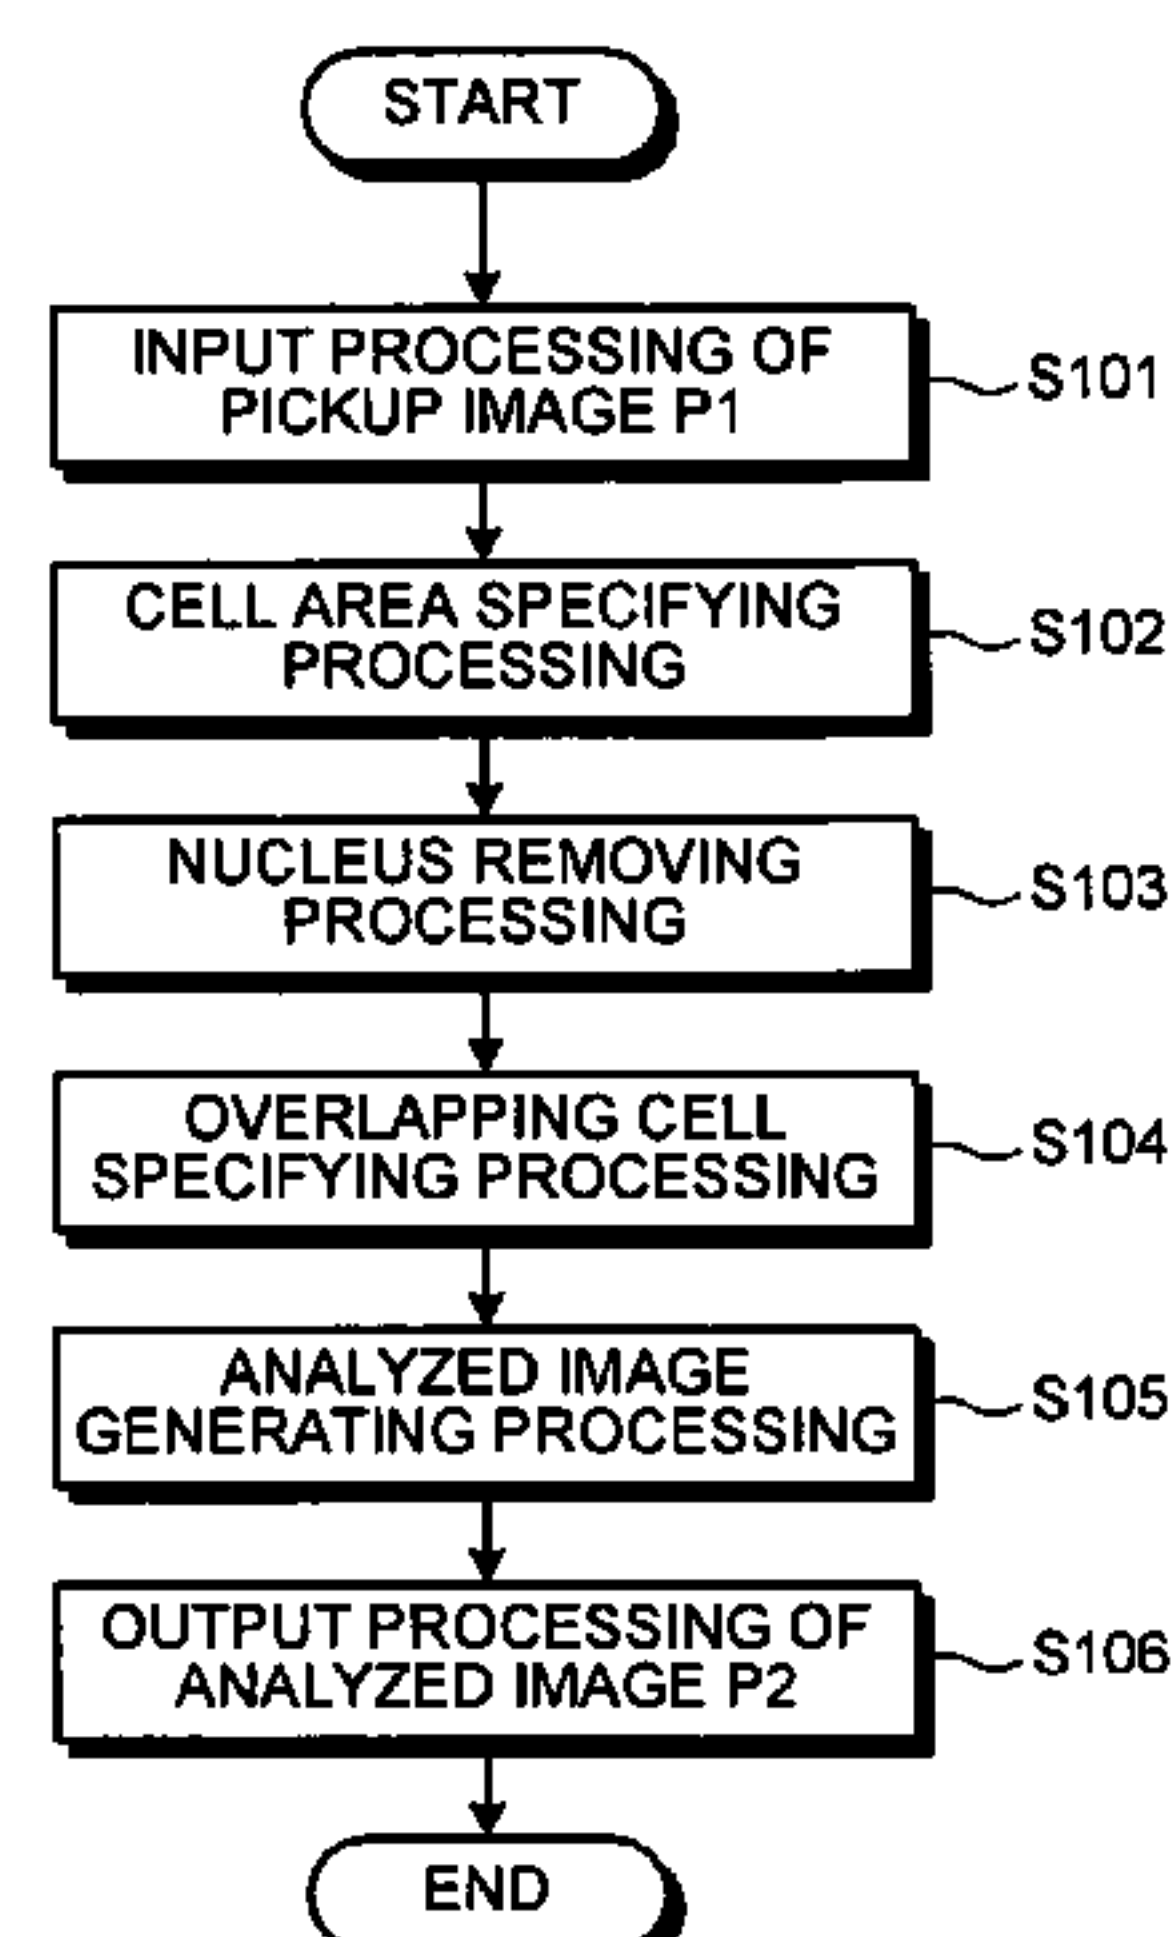 START
INPUT PROCESSING OF
PICKUP IMAGE P1
S101
CELL AREA SPECIFYING
PROCESSING
S102
NUCLEUS REMOVING
PROCESSING
S103
OVERLAPPING CELL
SPECIFYING PROCESSING
S104
ANALYZED IMAGE
GENERATING PROCESSING
S105
OUTPUT PROCESSING OF
ANALYZED IMAGE P2
S106
END